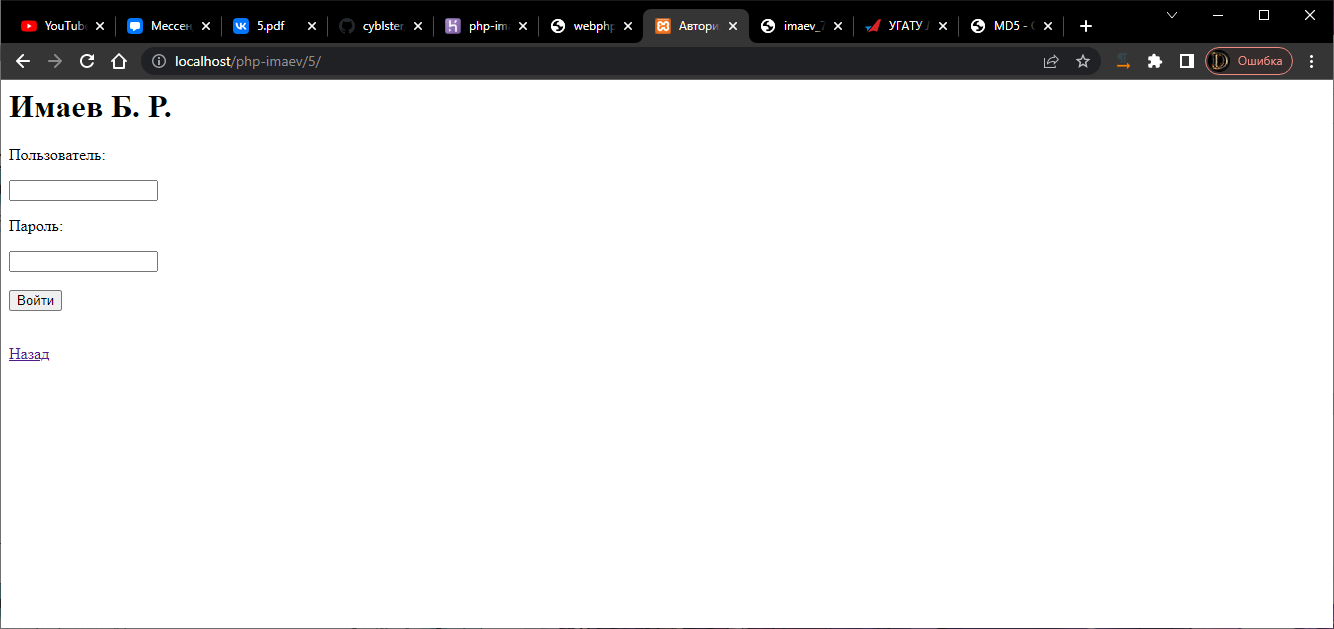 YouTube
Мессен
5.pdf
cyblster
php-im
webphp
Автори
imaev_
УГАТУ
MD5 -
localhost/php-imaev/5/
Ошибка
Имаев Б. Р.
Пользователь:
Пароль:
Войти
Назад